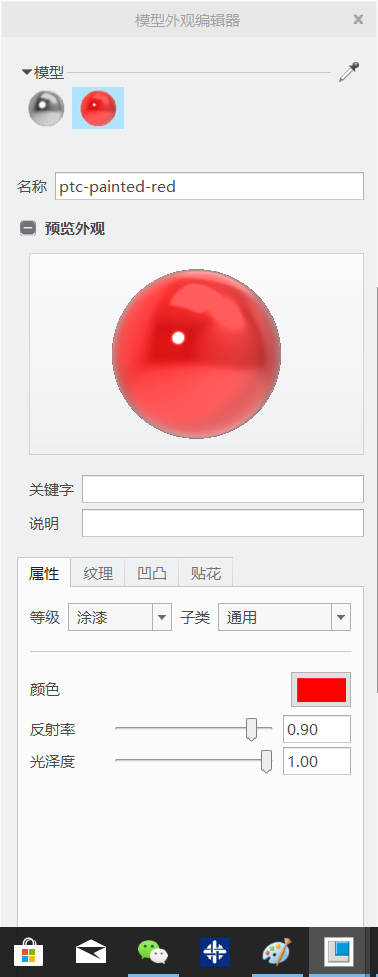 模型外观编辑器
模型
名称 ptc-painted-red
预览外观
关键字
说明
属性 纹理 凹凸 贴花
等级 涂漆 子类 通用
颜色
反射率 0.90
光泽度 1.00